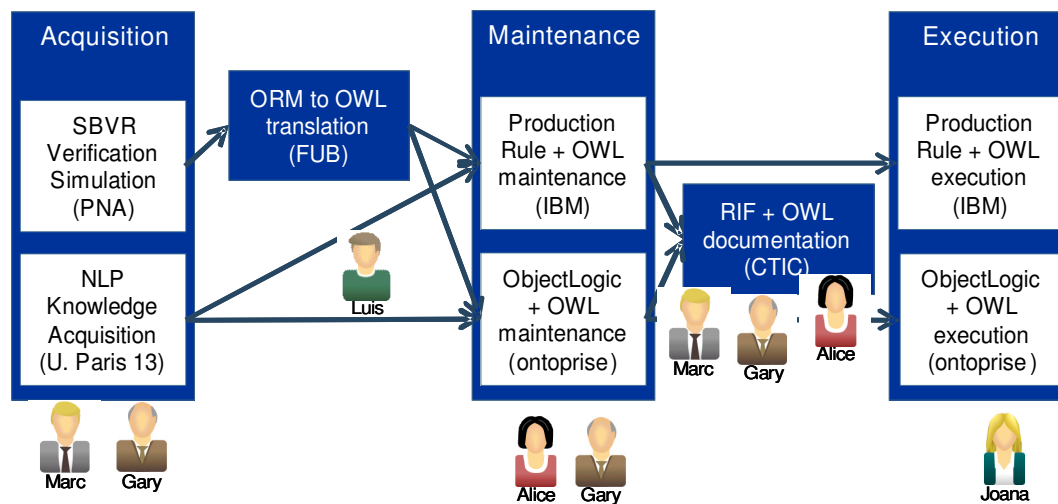 Acquisition
SBVR
Verification
Simulation
(PNA)
NLP
Knowledge
Acquisition
(U. Paris 13)
Marc
Gary
ORM to OWL
translation
(FUB)
Luis
Maintenance
Production
Rule + OWL
maintenance
(IBM)
ObjectLogic
+ OWL
maintenance
(ontoprise)
Alice
Gary
RIF + OWL
documentation
(CTIC)
Marc
Gary
Alice
Execution
Production
Rule + OWL
execution
(IBM)
ObjectLogic
+ OWL
execution
(ontoprise)
Joana